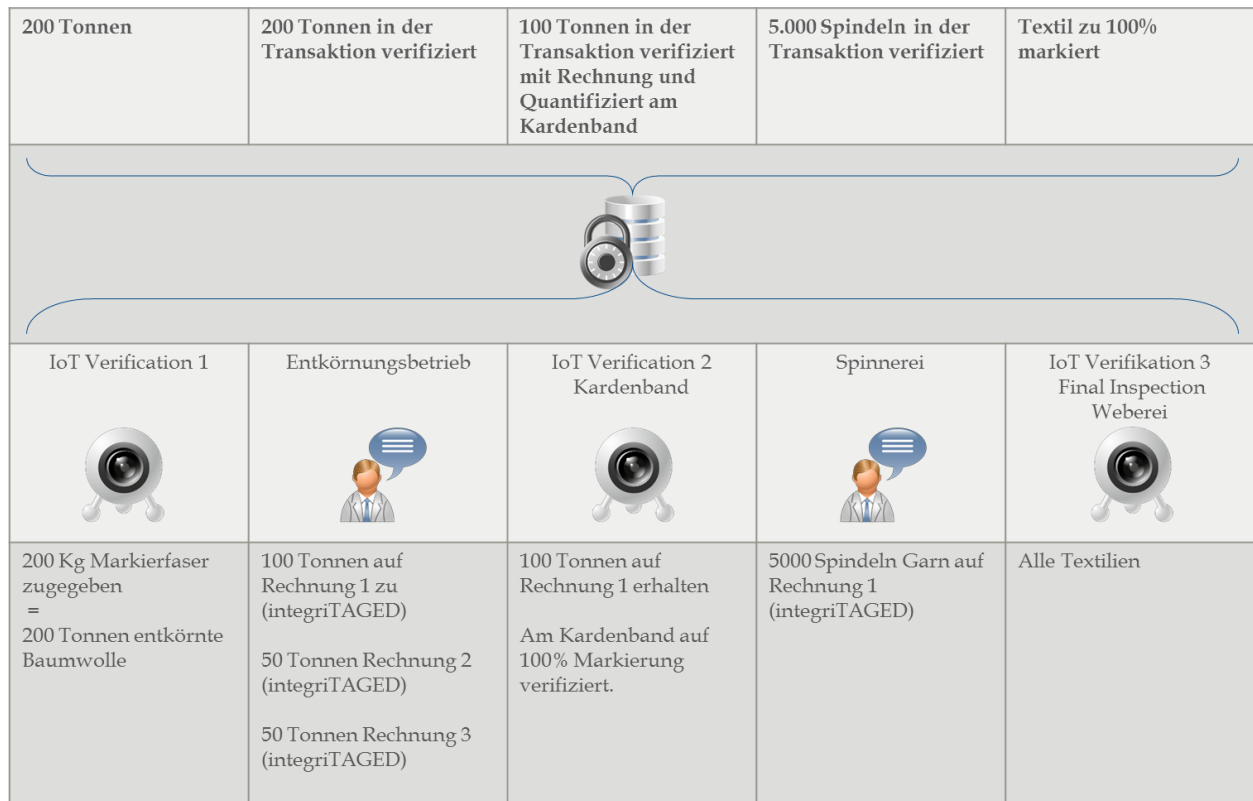 200 Tonnen
200 Tonnen in der
Transaktion verifiziert
100 Tonnen in der
Transaktion verifiziert
mit Rechnung und
Quantifiziert am
Kardenband
5.000 Spindeln in der
Transaktion verifiziert
Textil zu 100%
markiert
IoT Verification 1
Entkörnungsbetrieb
IoT Verification 2
Kardenband
Spinnerei
IoT Verifikation 3
Final Inspection
Weberei
200 Kg Markierfaser
zugegeben
=
200 Tonnen entkörnte
Baumwolle
100 Tonnen auf
Rechnung 1 zu
(integriTAGED)
50 Tonnen Rechnung 2
(integriTAGED)
50 Tonnen Rechnung 3
(integriTAGED)
100 Tonnen auf
Rechnung 1 erhalten
Am Kardenband auf
100% Markierung
verifiziert.
5000 Spindeln Garn auf
Rechnung 1
(integriTAGED)
Alle Textilien